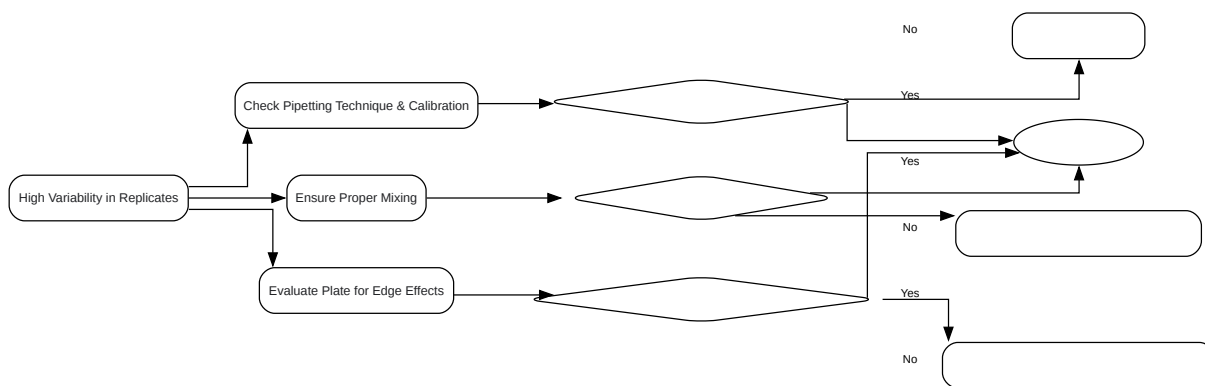 No
Check Pipetting Technique & Calibration
Yes
Yes
High Variability in Replicates
Ensure Proper Mixing
No
Evaluate Plate for Edge Effects
Yes
No